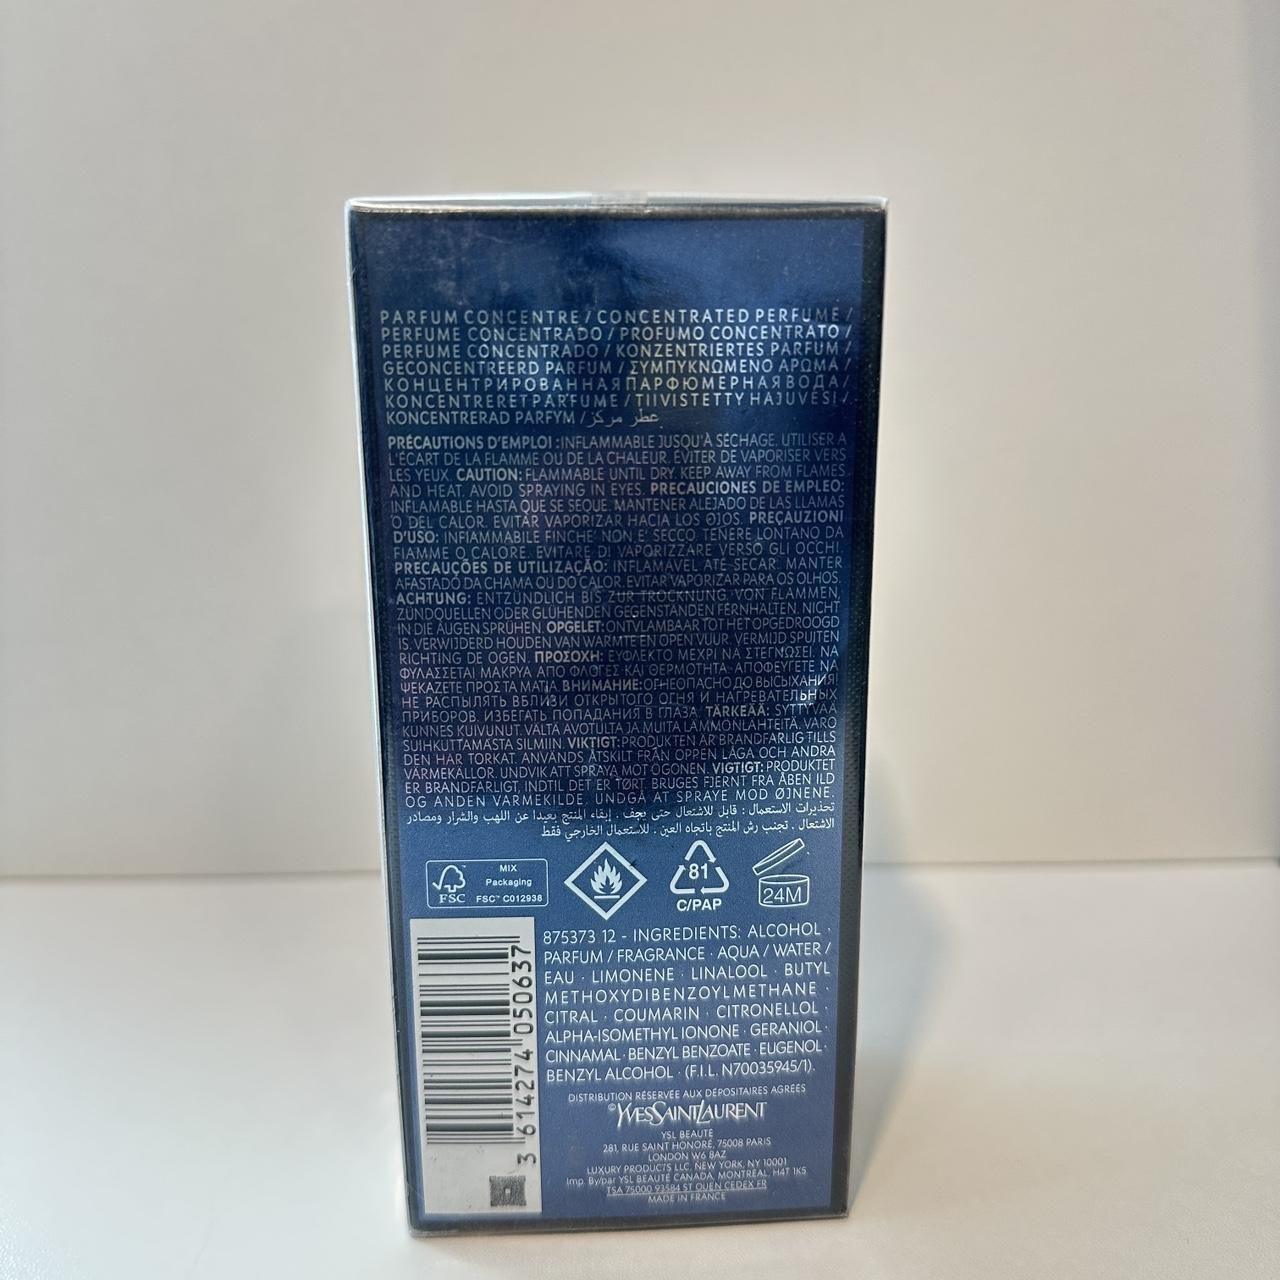 PARFUM CONCENTRE / CONCENTRATED PERFUME /
PERFUME CONCENTRADO / PROFUMO CONCENTRATO /
PERFUME CONCENTRADO / KONZENTRIERTES PARFUM /
GECONCENTREERD PARFUM / ΣΥΜΠΥΚΝΩΜΕΝΟ ΑΡΩΜΑ /
КОНЦЕНТРИРОВАННАЯ ПАРФЮМЕРНАЯ ВОДА /
KONCENTRERET PARFUME / TIIVISTETTY HAJUVESI /
KONCENTRERAD PARFYM / عطر مركز
PRÉCAUTIONS D'EMPLOI : INFLAMMABLE JUSQU'À SÉCHAGE. UTILISER A
L'ÉCART DE LA FLAMME OU DE LA CHALEUR. ÉVITER DE VAPORISER VERS
LES YEUX. CAUTION: FLAMMABLE UNTIL DRY. KEEP AWAY FROM FLAMES
AND HEAT. AVOID SPRAYING IN EYES. PRECAUCIONES DE EMPLEO:
INFLAMABLE HASTA QUE SE SEQUE. MANTENER ALEJADO DE LAS LLAMAS
O DEL CALOR. EVITAR VAPORIZAR HACIA LOS OJOS. PRECAUZIONI
D'USO: INFIAMMABILE FINCHE' NON E' SECCO. TENERE LONTANO DA
FIAMME O CALORE. EVITARE DI VAPORIZZARE VERSO GLI OCCHI.
PRECAUÇÕES DE UTILIZAÇÃO: INFLAMÁVEL ATÉ SECAR. MANTER
AFASTADO DA CHAMA OU DO CALOR. EVITAR VAPORIZAR PARA OS OLHOS.
ACHTUNG: ENTZÜNDLICH BIS ZUR TROCKNUNG. VON FLAMMEN,
ZÜNDQUELLEN ODER GLÜHENDEN GEGENSTÄNDEN FERNHALTEN. NICHT
IN DIE AUGEN SPRÜHEN. OPGELET: ONTVLAMBAAR TOT HET OPGEDROOGD
IS. VERWIJDERD HOUDEN VAN WARMTE EN OPEN VUUR. VERMIJD SPUITEN
RICHTING DE OGEN. ΠΡΟΣΟΧΗ: ΕΥΦΛΕΚΤΟ ΜΕΧΡΙ ΝΑ ΣΤΕΓΝΩΣΕΙ. ΝΑ
ΦΥΛΑΣΣΕΤΑΙ ΜΑΚΡΥΑ ΑΠΟ ΦΛΟΓΕΣ ΚΑΙ ΘΕΡΜΟΤΗΤΑ. ΑΠΟΦΕΥΓΕΤΕ ΝΑ
ΨΕΚΑΖΕΤΕ ΠΡΟΣ ΤΑ ΜΑΤΙΑ. ВНИМАНИЕ: ОГНЕОПАСНО ДО ВЫСЫХАНИЯ!
НЕ РАСПЫЛЯТЬ ВБЛИЗИ ОТКРЫТОГО ОГНЯ И НАГРЕВАТЕЛЬНЫХ
ПРИБОРОВ. ИЗБЕГАТЬ ПОПАДАНИЯ В ГЛАЗА. TÄRKEÄÄ: SYTTYVÄÄ
KUNNES KUIVUNUT. VÄLTÄ AVOTULTA JA MUITA LÄMMÖNLÄHTEITÄ. VARO
SUIHKUTTAMASTA SILMIIN. VIKTIGT: PRODUKTEN ÄR BRANDFARLIG TILLS
DEN HAR TORKAT. ANVÄNDS ÅTSKILT FRÅN ÖPPEN LÅGA OCH ANDRA
VÄRMEKÄLLOR. UNDVIK ATT SPRAYA MOT ÖGONEN. VIGTIGT: PRODUKTET
ER BRANDFARLIGT, INDTIL DET ER TØRT. BRUGES FJERNT FRA ÅBEN ILD
OG ANDEN VARMEKILDE. UNDGÅ AT SPRAYE MOD ØJNENE.
تحذيرات الاستعمال : قابل للاشتعال حتى يجف . إبقاء المنتج بعيدا عن اللهب والشرار ومصادر
الاشتعال . تجنب رش المنتج باتجاه العين . للاستعمال الخارجي فقط
FSC
MIX
Packaging
FSC™ C012938
81
C/PAP
24M
3 614274 050637
875373 12 - INGREDIENTS: ALCOHOL ·
PARFUM / FRAGRANCE · AQUA / WATER /
EAU · LIMONENE · LINALOOL · BUTYL
METHOXYDIBENZOYLMETHANE ·
CITRAL · COUMARIN · CITRONELLOL ·
ALPHA-ISOMETHYL IONONE · GERANIOL ·
CINNAMAL · BENZYL BENZOATE · EUGENOL ·
BENZYL ALCOHOL · (F.I.L. N70035945/1).
DISTRIBUTION RÉSERVÉE AUX DÉPOSITAIRES AGRÉÉS
©YVESSAINTLAURENT
YSL BEAUTÉ
281, RUE SAINT HONORÉ, 75008 PARIS
LONDON W6 8AZ
LUXURY PRODUCTS LLC, NEW YORK, NY 10001
Imp. By/par YSL BEAUTÉ CANADA, MONTRÉAL, H4T 1K5
TSA 75000 93584 ST OUEN CEDEX FR
MADE IN FRANCE